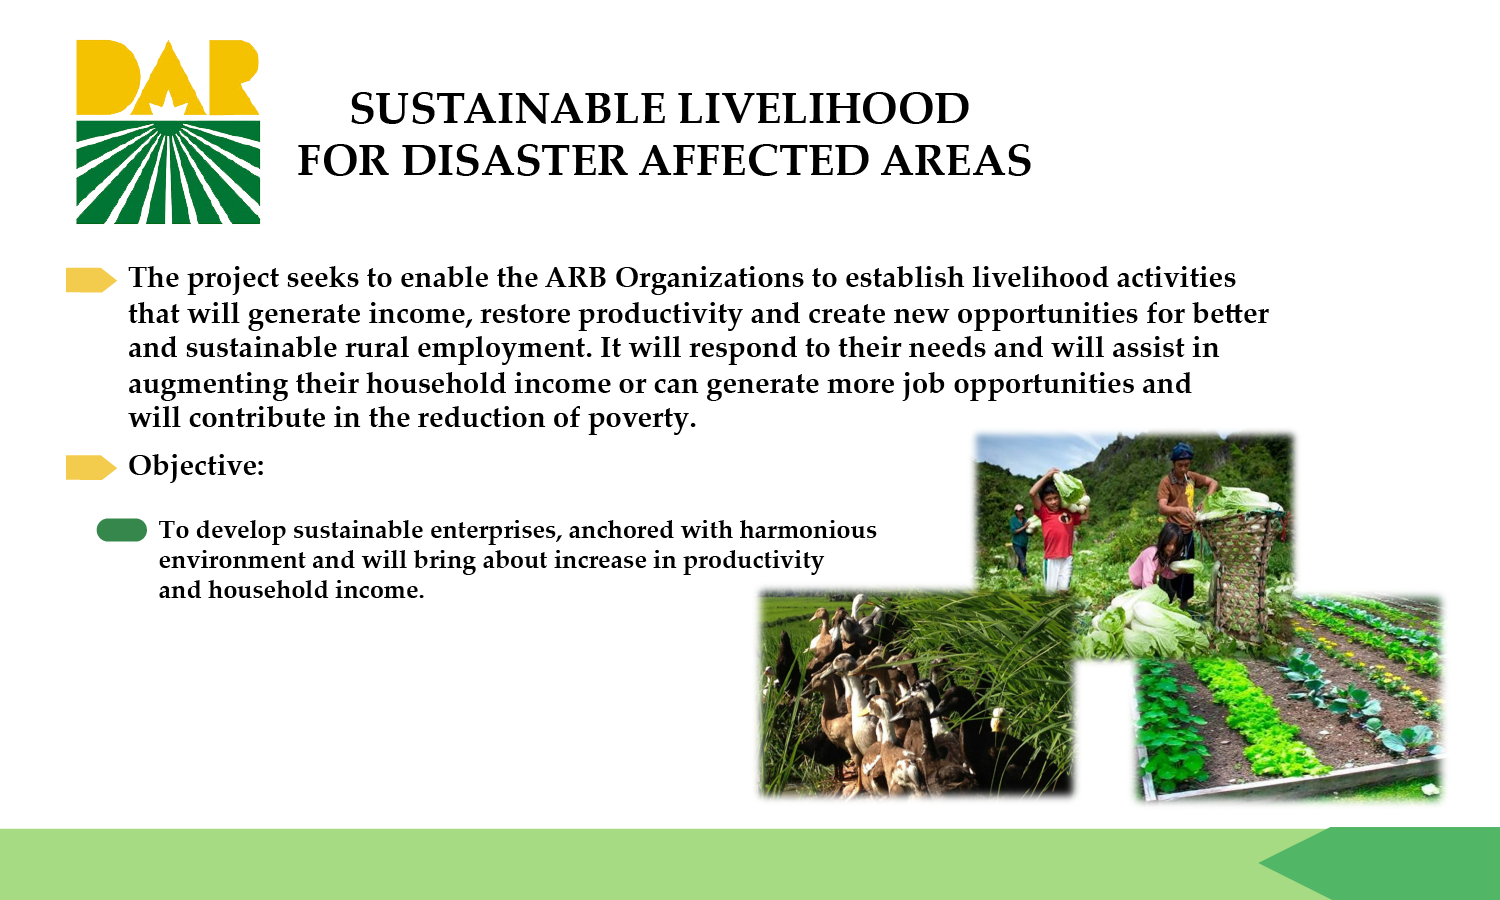 DAR
SUSTAINABLE LIVELIHOOD
FOR DISASTER AFFECTED AREAS
The project seeks to enable the ARB Organizations to establish livelihood activities
that will generate income, restore productivity and create new opportunities for better
and sustainable rural employment. It will respond to their needs and will assist in
augmenting their household income or can generate more job opportunities and
will contribute in the reduction of poverty.
Objective:
To develop sustainable enterprises, anchored with harmonious
environment and will bring about increase in productivity
and household income.